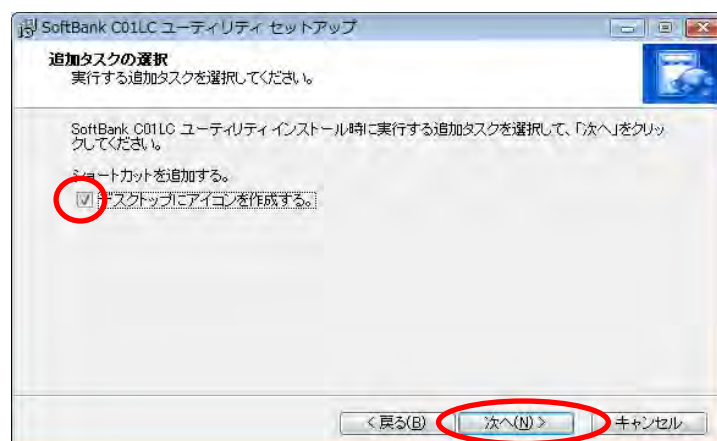 SoftBank C01LC ユーティリティ セットアップ
追加タスクの選択
実行する追加タスクを選択してください。
SoftBank C01LC ユーティリティ インストール時に実行する追加タスクを選択して、「次へ」をクリッ
クしてください。
ショートカットを追加する。
デスクトップにアイコンを作成する。
< 戻る(B)
次へ(N) >
キャンセル